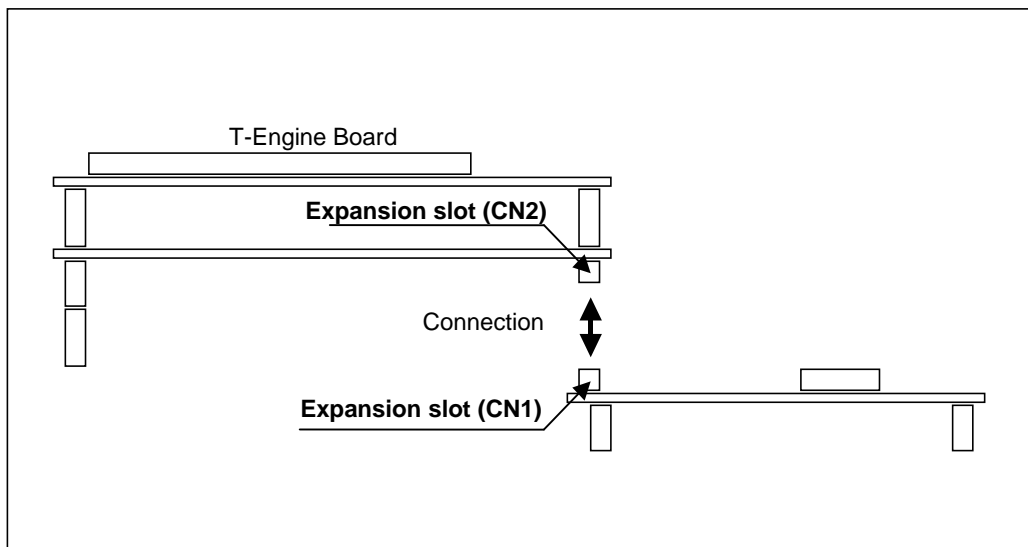 T-Engine Board
Expansion slot (CN2)
Connection
Expansion slot (CN1)